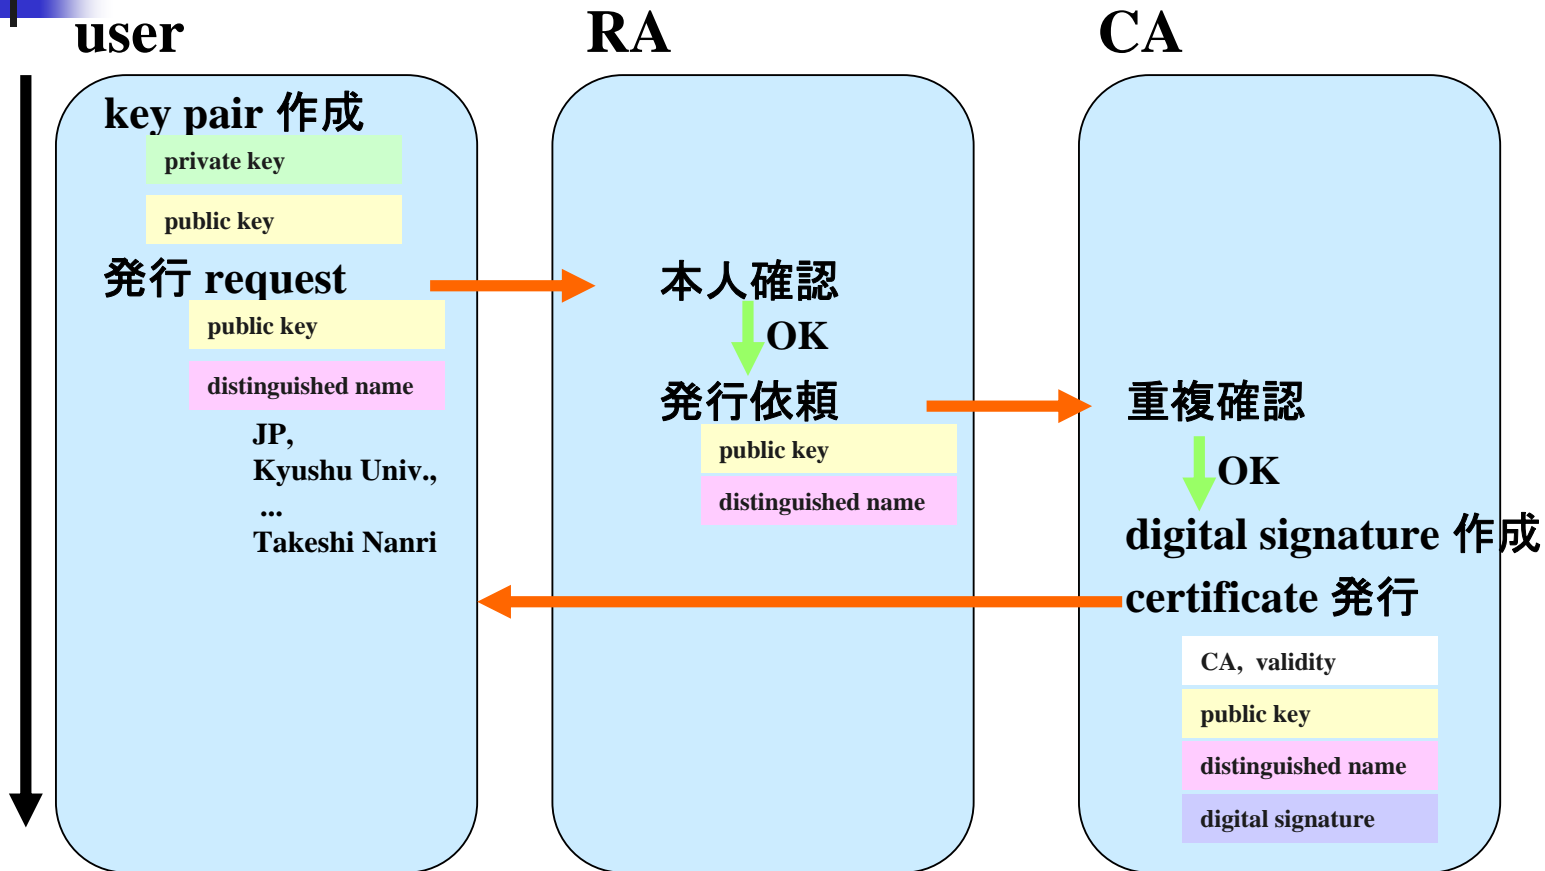 user
RA
CA
key pair 作成
private key
public key
発行 request
public key
distinguished name
JP,
Kyushu Univ.,
...
Takeshi Nanri
本人確認
OK
発行依頼
public key
distinguished name
重複確認
OK
digital signature 作成
certificate 発行
CA, validity
public key
distinguished name
digital signature